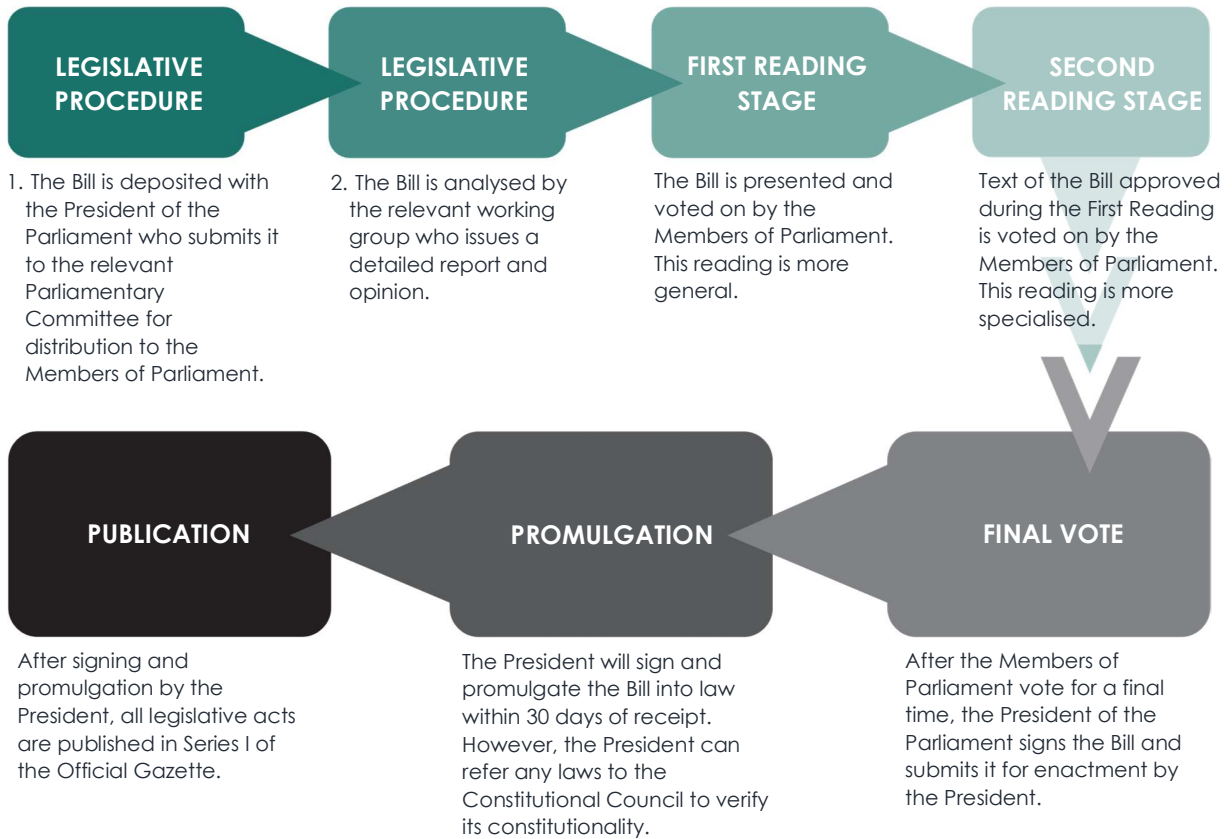 LEGISLATIVE
PROCEDURE
1. The Bill is deposited with
the President of the
Parliament who submits it
to the relevant
Parliamentary
Committee for
distribution to the
Members of Parliament.
LEGISLATIVE
PROCEDURE
2. The Bill is analysed by
the relevant working
group who issues a
detailed report and
opinion.
FIRST READING
STAGE
The Bill is presented and
voted on by the
Members of Parliament.
This reading is more
general.
SECOND
READING STAGE
Text of the Bill approved
during the First Reading
is voted on by the
Members of Parliament.
This reading is more
specialised.
FINAL VOTE
After the Members of
Parliament vote for a final
time, the President of the
Parliament signs the Bill and
submits it for enactment by
the President.
PROMULGATION
The President will sign and
promulgate the Bill into law
within 30 days of receipt.
However, the President can
refer any laws to the
Constitutional Council to verify
its constitutionality.
PUBLICATION
After signing and
promulgation by the
President, all legislative acts
are published in Series I of
the Official Gazette.